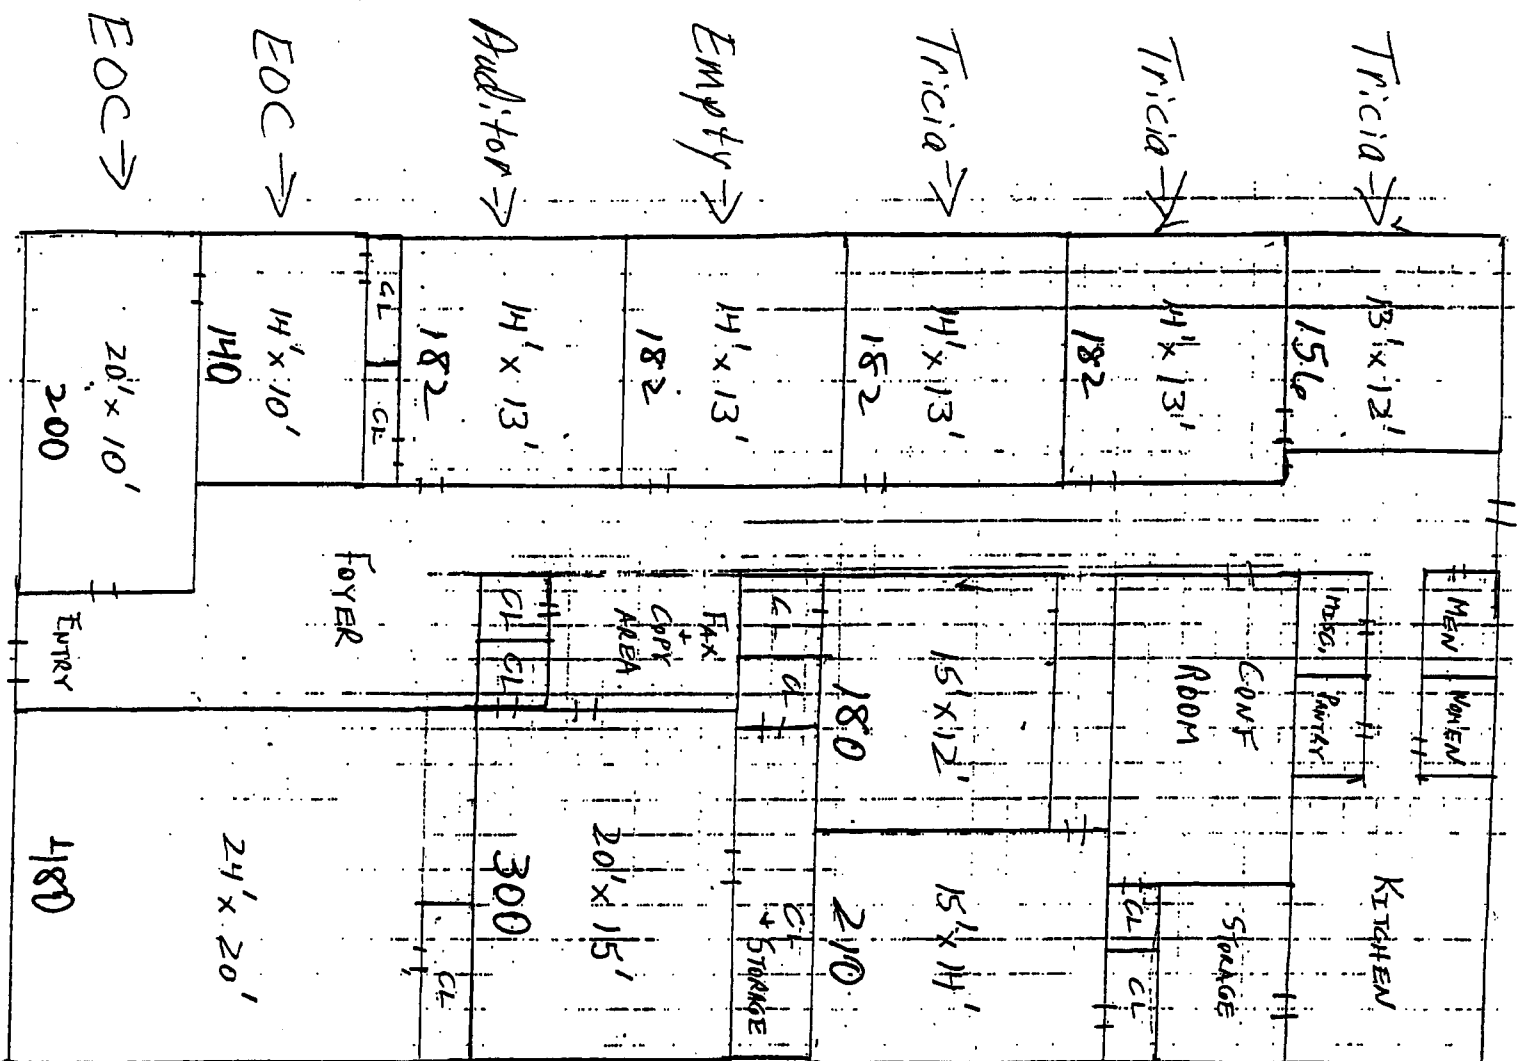 EOC →
EOC →
Auditor →
Empty →
Tricia →
Tricia →
Tricia →
20' x 10'
200
14' x 10'
140
CL
CL
14' x 13'
182
14' x 13'
182
14' x 13'
182
14' x 13'
182
13' x 12'
156
FOYER
ENTRY
CL
CL
FAX
+
COPY
AREA
CL
CL
15' x 12'
180
CONF
ROOM
MISC.
PANTRY
MEN
WOMEN
24' x 20'
480
CL
20' x 15'
300
CL
+ STORAGE
15' x 14'
210
CL
CL
STORAGE
KITCHEN